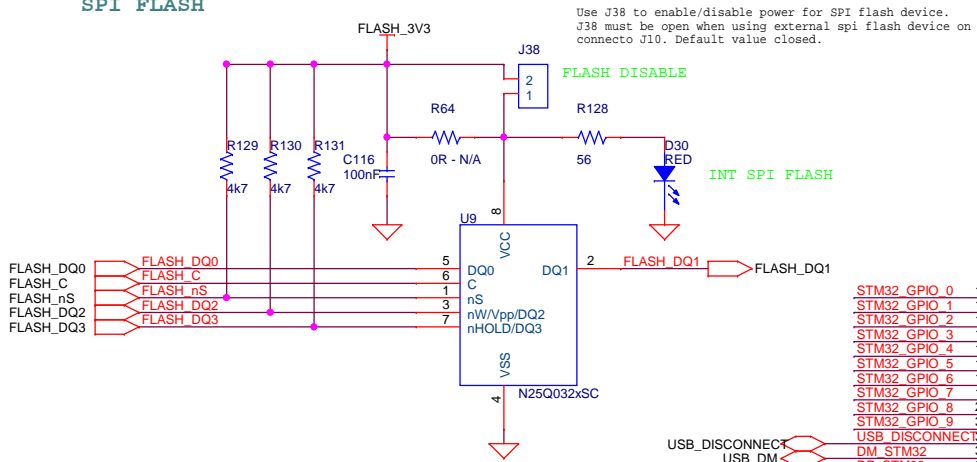 SPI FLASH
Use J38 to enable/disable power for SPI flash device.
J38 must be open when using external spi flash device on
connecto J10. Default value closed.
FLASH_3V3
J38
2
1
FLASH DISABLE
R64
0R - N/A
R128
56
R129
4k7
R130
4k7
R131
4k7
C116
100nF
D30
RED
INT SPI FLASH
U9
8
VCC
FLASH_DQ0 FLASH_DQ0 5 DQ0
FLASH_C FLASH_C 6 C
FLASH_nS FLASH_nS 1 nS
FLASH_DQ2 FLASH_DQ2 3 nW/Vpp/DQ2
FLASH_DQ3 FLASH_DQ3 7 nHOLD/DQ3
DQ1 2 FLASH_DQ1 FLASH_DQ1
VSS
4
N25Q032xSC
STM32_GPIO_0
STM32_GPIO_1
STM32_GPIO_2
STM32_GPIO_3
STM32_GPIO_4
STM32_GPIO_5
STM32_GPIO_6
STM32_GPIO_7
STM32_GPIO_8
STM32_GPIO_9
USB_DISCONNECT USB_DISCONNECT
USB_DM DM_STM32